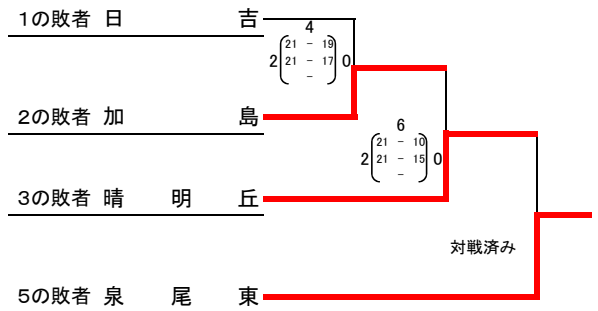 1の敗者 日 吉
4
21 - 19
2 21 - 17 0
-
2の敗者 加 島
6
21 - 10
2 21 - 15 0
-
3の敗者 晴 明 丘
対戦済み
5の敗者 泉 尾 東